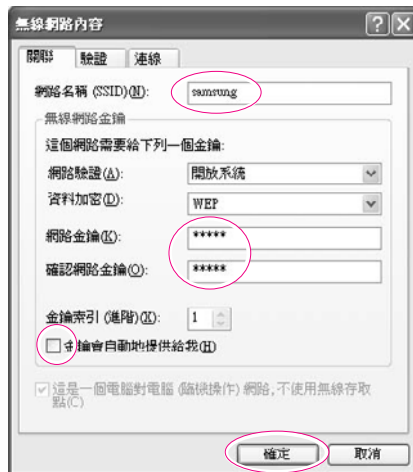 無線網路內容
關聯 驗證 連線
網路名稱 (SSID)(N): samsung
無線網路金鑰
這個網路需要給下列一個金鑰:
網路驗證(A): 開放系統
資料加密(D): WEP
網路金鑰(K): *****
確認網路金鑰(O): *****
金鑰索引 (進階)(X): 1
金鑰會自動地提供給我(H)
這是一個電腦對電腦 (臨機操作) 網路, 不使用無線存取
點(C)
確定 取消